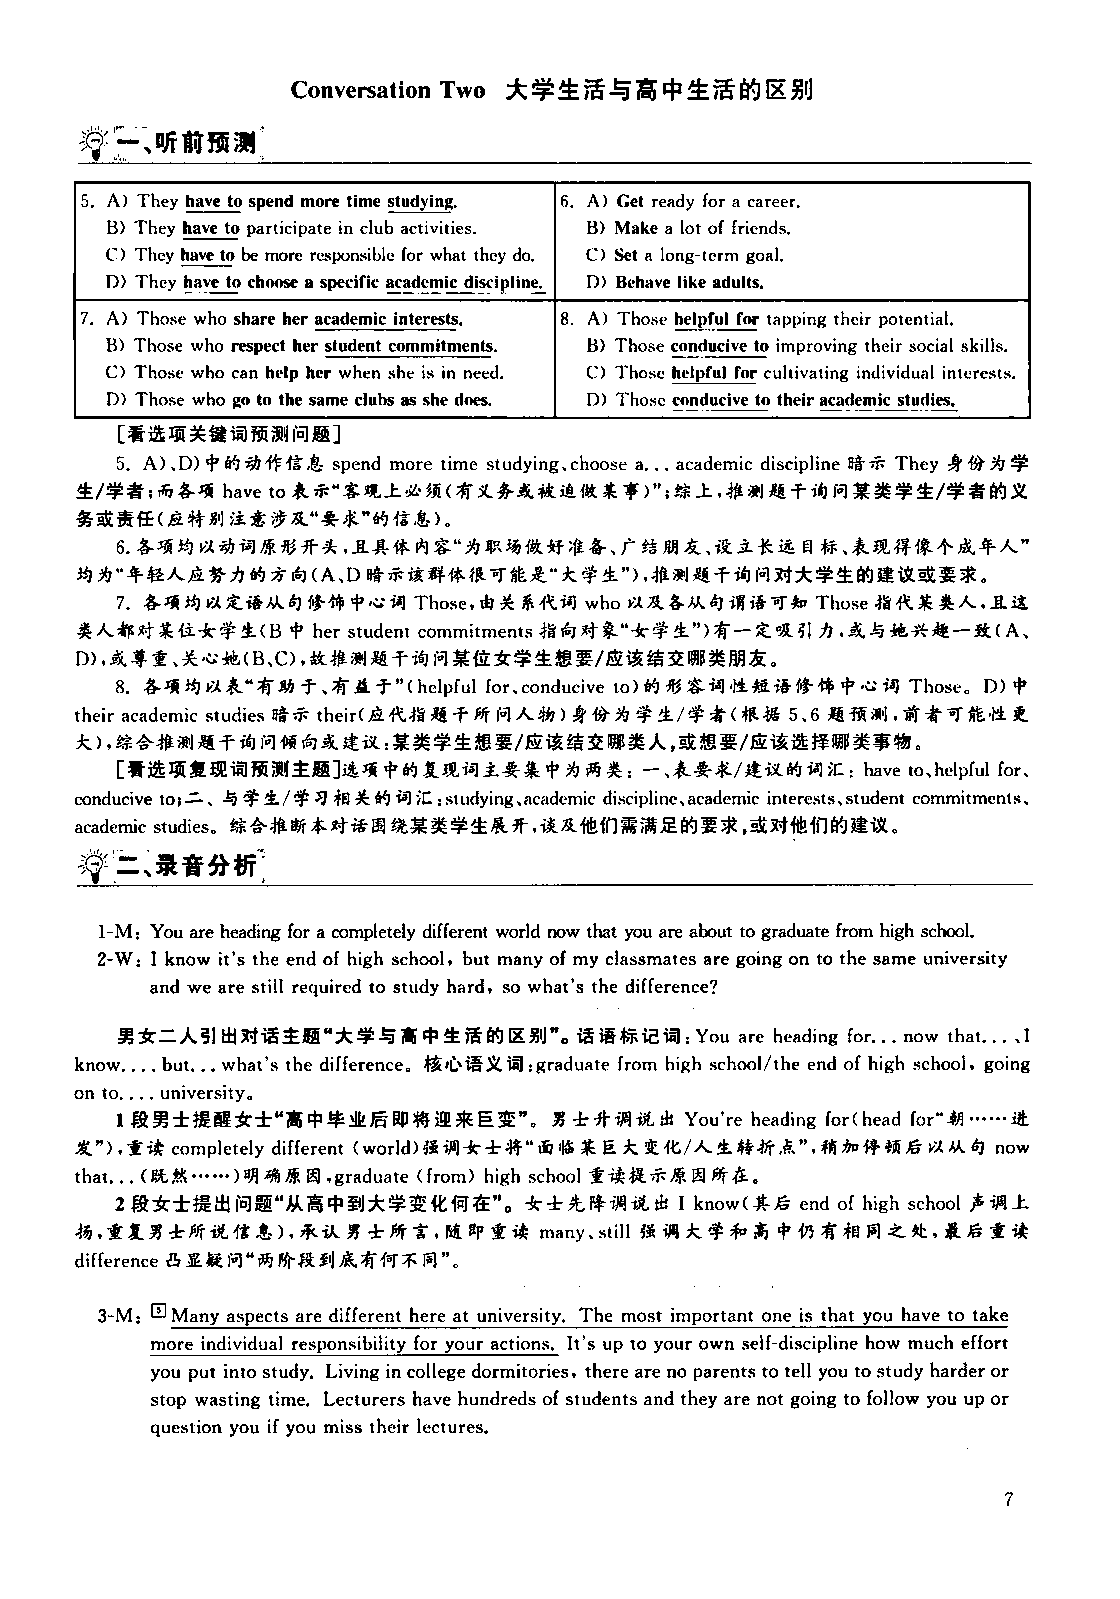 Conversation Two 大学生活与高中生活的区别
一、听前预测
5. A) They have to spend more time studying.
B) They have to participate in club activities.
C) They have to be more responsible for what they do.
D) They have to choose a specific academic discipline.
6. A) Get ready for a career.
B) Make a lot of friends.
C) Set a long-term goal.
D) Behave like adults.
7. A) Those who share her academic interests.
B) Those who respect her student commitments.
C) Those who can help her when she is in need.
D) Those who go to the same clubs as she does.
8. A) Those helpful for tapping their potential.
B) Those conducive to improving their social skills.
C) Those helpful for cultivating individual interests.
D) Those conducive to their academic studies.
[看选项关键词预测问题]
5. A)、D)中的动作信息 spend more time studying、choose a... academic discipline 暗示 They 身份为学
生/学者;而各项 have to 表示“客观上必须(有义务或被迫做某事)”;综上,推测题干询问某类学生/学者的义
务或责任(应特别注意涉及“要求”的信息)。
6. 各项均以动词原形开头,且具体内容“为职场做好准备、广结朋友、设立长远目标、表现得像个成年人”
均为“年轻人应努力的方向(A、D 暗示该群体很可能是“大学生”),推测题干询问对大学生的建议或要求。
7. 各项均以定语从句修饰中心词 Those,由关系代词 who 以及各从句谓语可知 Those 指代某类人,且这
类人都对某位女学生(B 中 her student commitments 指向对象“女学生”)有一定吸引力,或与她兴趣一致(A、
D),或尊重、关心她(B、C),故推测题干询问某位女学生想要/应该结交哪类朋友。
8. 各项均以表“有助于、有益于”(helpful for、conducive to)的形容词性短语修饰中心词 Those。D)中
their academic studies 暗示 their(应代指题干所问人物)身份为学生/学者(根据 5、6 题预测,前者可能性更
大),综合推测题干询问倾向或建议:某类学生想要/应该结交哪类人,或想要/应该选择哪类事物。
[看选项复现词预测主题]选项中的复现词主要集中为两类:一、表要求/建议的词汇:have to、helpful for、
conducive to;二、与学生/学习相关的词汇:studying、academic discipline、academic interests、student commitments、
academic studies。综合推断本对话围绕某类学生展开,谈及他们需满足的要求,或对他们的建议。
二、录音分析
1-M: You are heading for a completely different world now that you are about to graduate from high school.
2-W: I know it's the end of high school, but many of my classmates are going on to the same university
and we are still required to study hard, so what's the difference?
男女二人引出对话主题“大学与高中生活的区别”。话语标记词:You are heading for... now that...、I
know.... but... what's the difference。核心语义词:graduate from high school/the end of high school, going
on to.... university。
1 段男士提醒女士“高中毕业后即将迎来巨变”。男士升调说出 You're heading for(head for“朝……进
发”),重读 completely different (world)强调女士将“面临某巨大变化/人生转折点”,稍加停顿后以从句 now
that...(既然……)明确原因,graduate (from) high school 重读提示原因所在。
2 段女士提出问题“从高中到大学变化何在”。女士先降调说出 I know(其后 end of high school 声调上
扬,重复男士所说信息),承认男士所言,随即重读 many、still 强调大学和高中仍有相同之处,最后重读
difference 凸显疑问“两阶段到底有何不同”。
3-M: [5] Many aspects are different here at university. The most important one is that you have to take
more individual responsibility for your actions. It's up to your own self-discipline how much effort
you put into study. Living in college dormitories, there are no parents to tell you to study harder or
stop wasting time. Lecturers have hundreds of students and they are not going to follow you up or
question you if you miss their lectures.
7